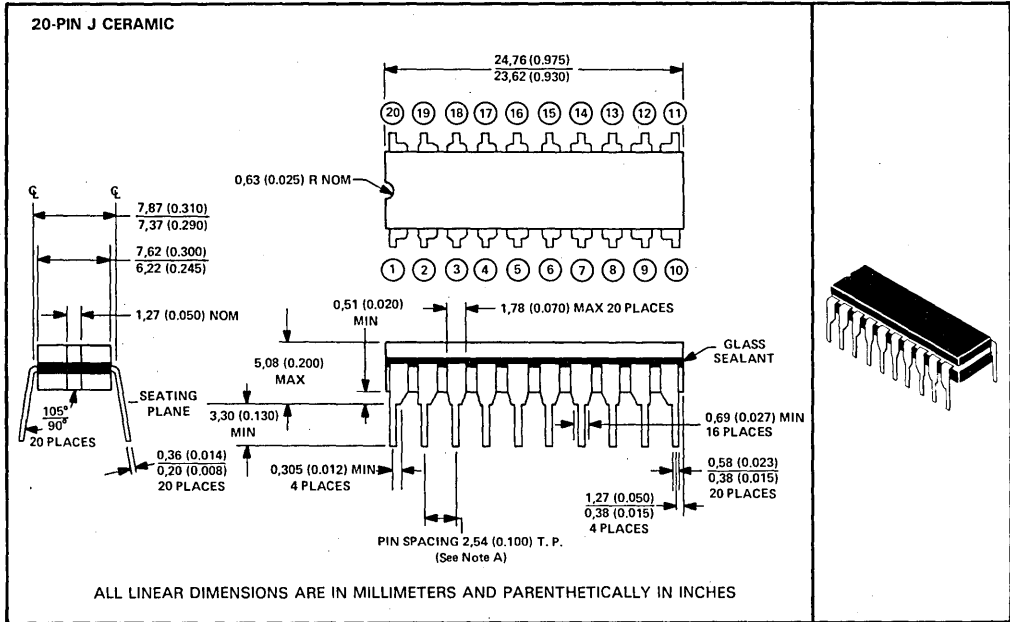 20-PIN J CERAMIC
24,76 (0.975)
23,62 (0.930)
20 19 18 17 16 15 14 13 12 11
0,63 (0.025) R NOM
℄ ℄
7,87 (0.310)
7,37 (0.290)
7,62 (0.300)
6,22 (0.245)
1 2 3 4 5 6 7 8 9 10
1,27 (0.050) NOM
0,51 (0.020)
MIN
1,78 (0.070) MAX 20 PLACES
GLASS
SEALANT
5,08 (0.200)
MAX
SEATING
PLANE
105°
90°
20 PLACES
3,30 (0.130)
MIN
0,69 (0.027) MIN
16 PLACES
0,36 (0.014)
0,20 (0.008)
20 PLACES
0,305 (0.012) MIN
4 PLACES
0,58 (0.023)
0,38 (0.015)
20 PLACES
1,27 (0.050)
0,38 (0.015)
4 PLACES
PIN SPACING 2,54 (0.100) T. P.
(See Note A)
ALL LINEAR DIMENSIONS ARE IN MILLIMETERS AND PARENTHETICALLY IN INCHES